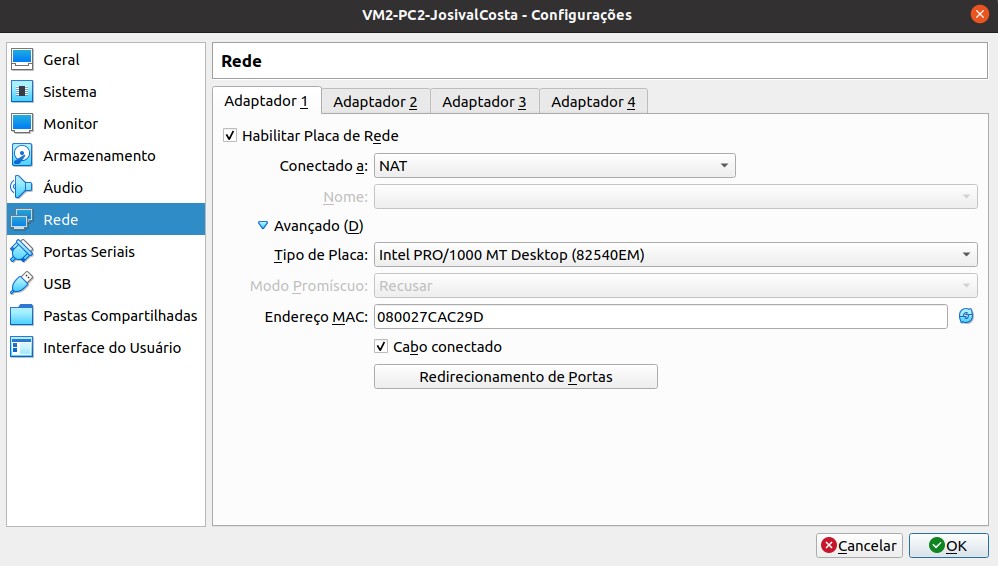 VM2-PC2-JosivalCosta - Configurações
Geral
Sistema
Monitor
Armazenamento
Áudio
Rede
Portas Seriais
USB
Pastas Compartilhadas
Interface do Usuário
Rede
Adaptador 1 Adaptador 2 Adaptador 3 Adaptador 4
Habilitar Placa de Rede
Conectado a: NAT
Nome:
Avançado (D)
Tipo de Placa: Intel PRO/1000 MT Desktop (82540EM)
Modo Promíscuo: Recusar
Endereço MAC: 080027CAC29D
Cabo conectado
Redirecionamento de Portas
Cancelar OK